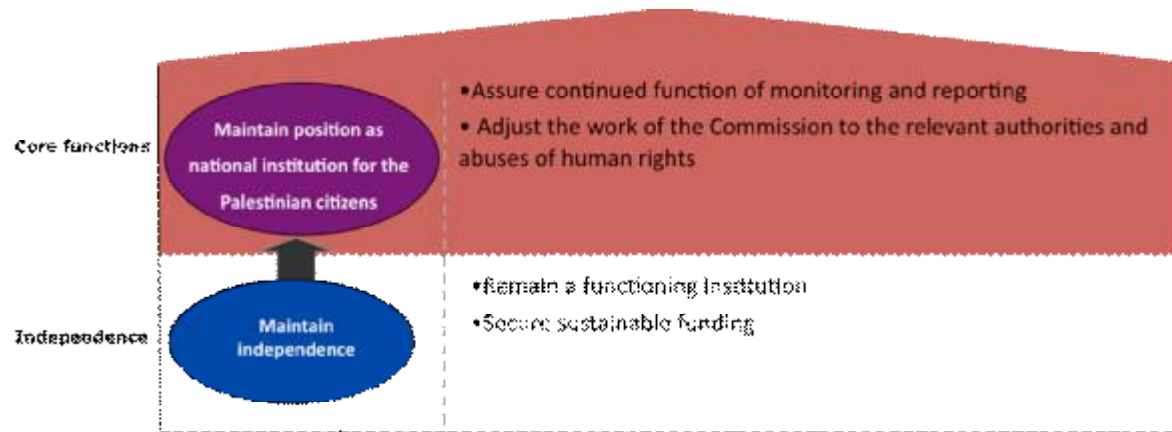 •Assure continued function of monitoring and reporting
• Adjust the work of the Commission to the relevant authorities and
abuses of human rights
Core functions
Maintain position as
national institution for the
Palestinian citizens
•Remain a functioning institution
•Secure sustainable funding
Independence
Maintain
independence